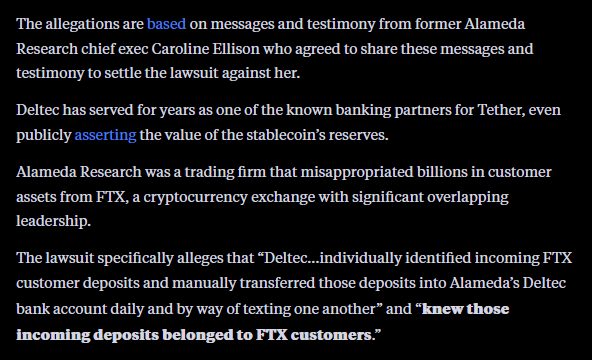 The allegations are based on messages and testimony from former Alameda
Research chief exec Caroline Ellison who agreed to share these messages and
testimony to settle the lawsuit against her.
Deltec has served for years as one of the known banking partners for Tether, even
publicly asserting the value of the stablecoin’s reserves.
Alameda Research was a trading firm that misappropriated billions in customer
assets from FTX, a cryptocurrency exchange with significant overlapping
leadership.
The lawsuit specifically alleges that “Deltec...individually identified incoming FTX
customer deposits and manually transferred those deposits into Alameda’s Deltec
bank account daily and by way of texting one another” and “knew those
incoming deposits belonged to FTX customers.”